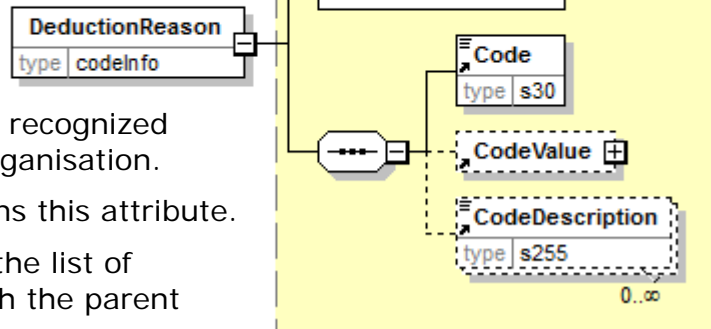 DeductionReason
type codeInfo
recognized
ganisation.
ns this attribute.
the list of
h the parent
Code
type s30
CodeValue
CodeDescription
type s255
0..∞